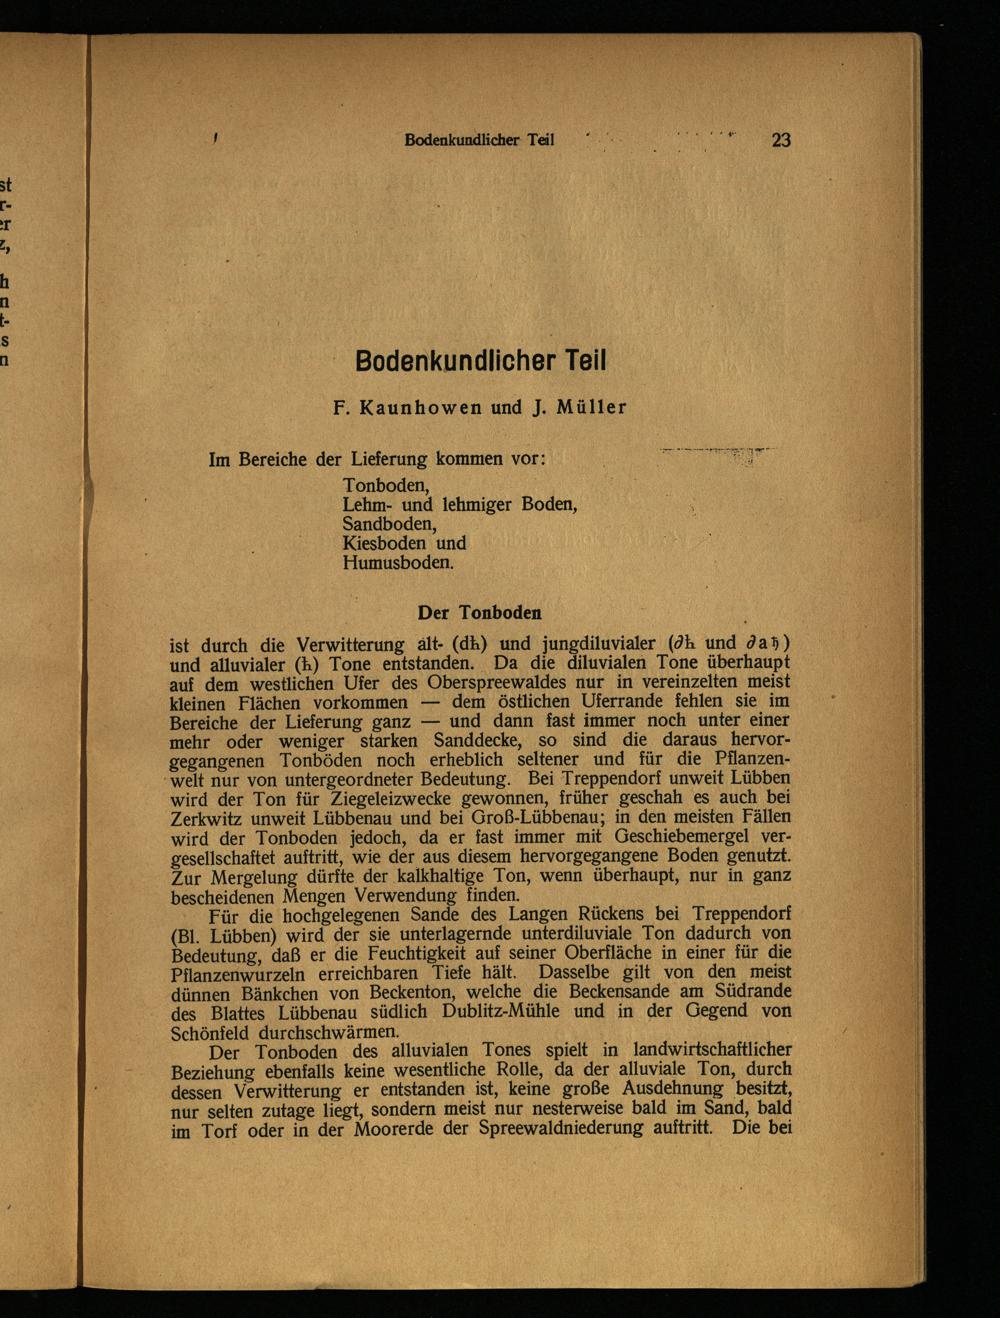 Bodenkundlicher Teil 23
st
r-
er
z,
h
n
t-
s
n
Bodenkundlicher Teil
F. Kaunhowen und J. Müller
Im Bereiche der Lieferung kommen vor:
Tonboden,
Lehm- und lehmiger Boden,
Sandboden,
Kiesboden und
Humusboden.
Der Tonboden
ist durch die Verwitterung alt- (dħ) und jungdiluvialer (∂ħ und ∂aɧ)
und alluvialer (ħ) Tone entstanden. Da die diluvialen Tone überhaupt
auf dem westlichen Ufer des Oberspreewaldes nur in vereinzelten meist
kleinen Flächen vorkommen — dem östlichen Uferrande fehlen sie im
Bereiche der Lieferung ganz — und dann fast immer noch unter einer
mehr oder weniger starken Sanddecke, so sind die daraus hervor-
gegangenen Tonböden noch erheblich seltener und für die Pflanzen-
welt nur von untergeordneter Bedeutung. Bei Treppendorf unweit Lübben
wird der Ton für Ziegeleizwecke gewonnen, früher geschah es auch bei
Zerkwitz unweit Lübbenau und bei Groß-Lübbenau; in den meisten Fällen
wird der Tonboden jedoch, da er fast immer mit Geschiebemergel ver-
gesellschaftet auftritt, wie der aus diesem hervorgegangene Boden genutzt.
Zur Mergelung dürfte der kalkhaltige Ton, wenn überhaupt, nur in ganz
bescheidenen Mengen Verwendung finden.
Für die hochgelegenen Sande des Langen Rückens bei Treppendorf
(Bl. Lübben) wird der sie unterlagernde unterdiluviale Ton dadurch von
Bedeutung, daß er die Feuchtigkeit auf seiner Oberfläche in einer für die
Pflanzenwurzeln erreichbaren Tiefe hält. Dasselbe gilt von den meist
dünnen Bänkchen von Beckenton, welche die Beckensande am Südrande
des Blattes Lübbenau südlich Dublitz-Mühle und in der Gegend von
Schönfeld durchschwärmen.
Der Tonboden des alluvialen Tones spielt in landwirtschaftlicher
Beziehung ebenfalls keine wesentliche Rolle, da der alluviale Ton, durch
dessen Verwitterung er entstanden ist, keine große Ausdehnung besitzt,
nur selten zutage liegt, sondern meist nur nesterweise bald im Sand, bald
im Torf oder in der Moorerde der Spreewaldniederung auftritt. Die bei